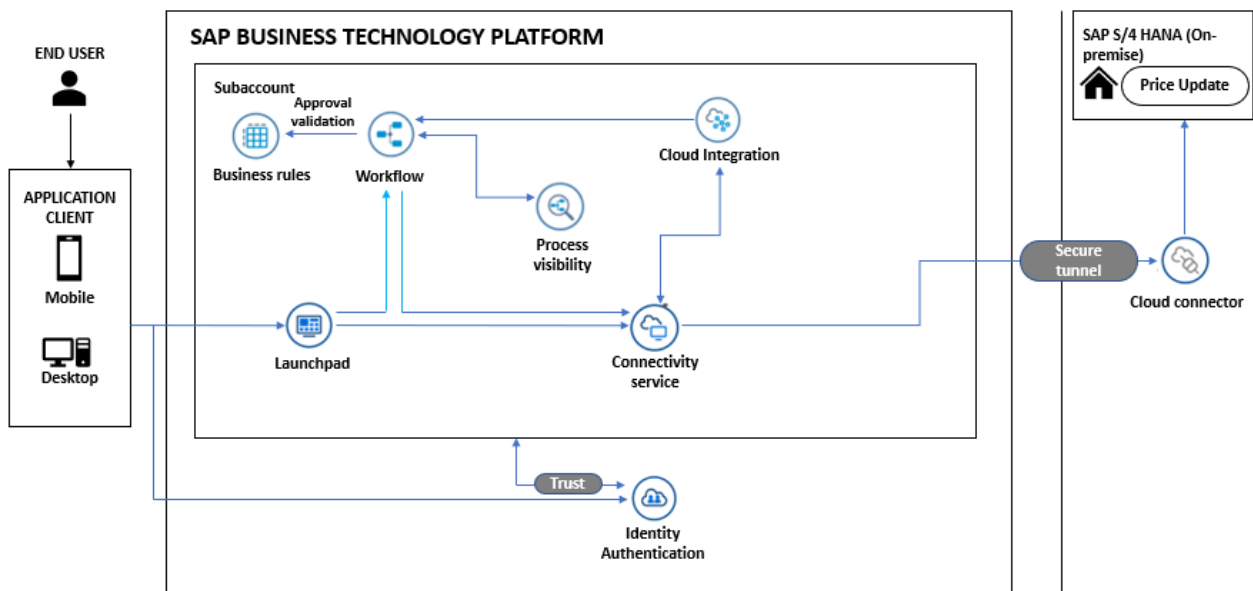 SAP BUSINESS TECHNOLOGY PLATFORM
END USER
APPLICATION
CLIENT
Mobile
Desktop
Subaccount
Approval
validation
Business rules
Workflow
Cloud Integration
Process
visibility
Launchpad
Connectivity
service
Trust
Identity
Authentication
Secure
tunnel
Cloud connector
SAP S/4 HANA (On-
premise)
Price Update